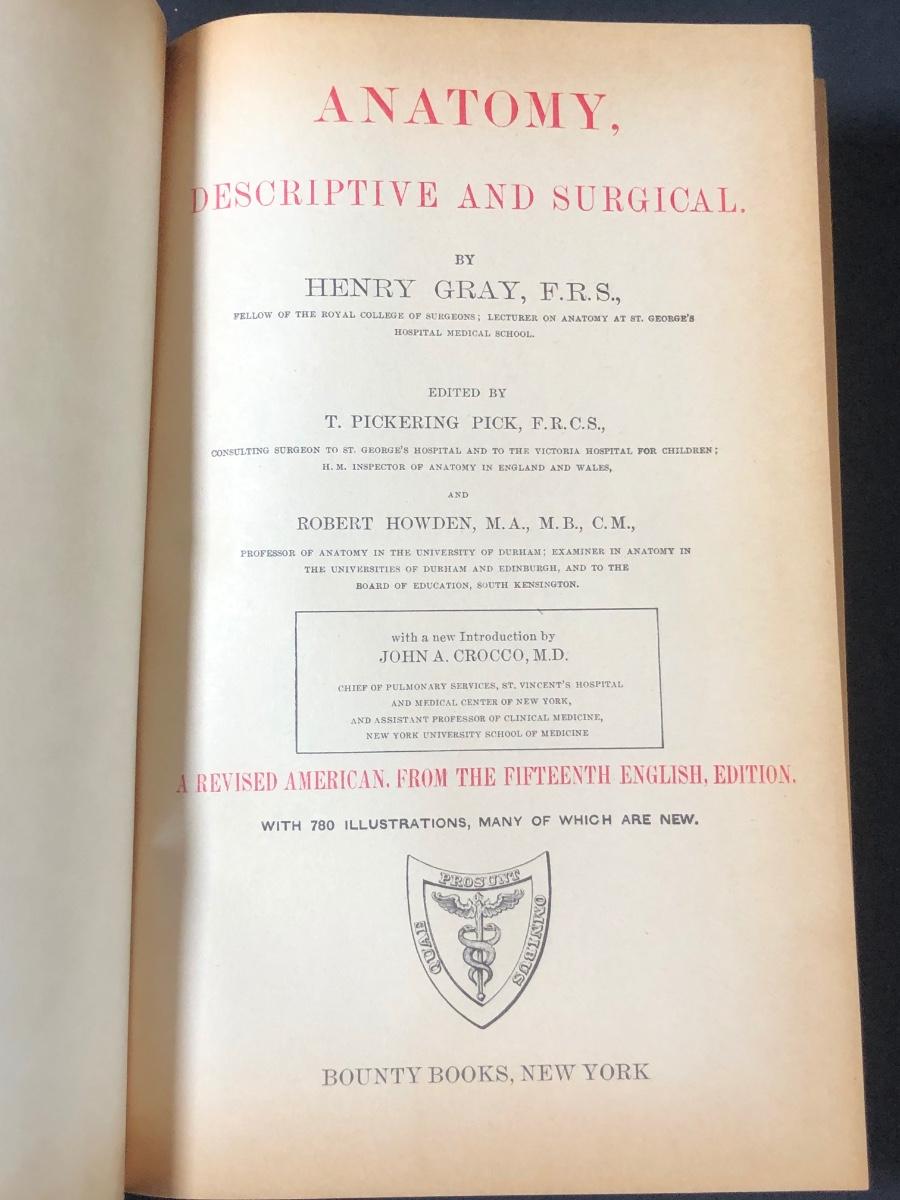 ANATOMY,
DESCRIPTIVE AND SURGICAL.
BY
HENRY GRAY, F.R.S.,
FELLOW OF THE ROYAL COLLEGE OF SURGEONS; LECTURER ON ANATOMY AT ST. GEORGE'S
HOSPITAL MEDICAL SCHOOL.
EDITED BY
T. PICKERING PICK, F.R.C.S.,
CONSULTING SURGEON TO ST. GEORGE'S HOSPITAL AND TO THE VICTORIA HOSPITAL FOR CHILDREN;
H. M. INSPECTOR OF ANATOMY IN ENGLAND AND WALES,
AND
ROBERT HOWDEN, M.A., M.B., C.M.,
PROFESSOR OF ANATOMY IN THE UNIVERSITY OF DURHAM; EXAMINER IN ANATOMY IN
THE UNIVERSITIES OF DURHAM AND EDINBURGH, AND TO THE
BOARD OF EDUCATION, SOUTH KENSINGTON.
with a new Introduction by
JOHN A. CROCCO, M.D.
CHIEF OF PULMONARY SERVICES, ST. VINCENT'S HOSPITAL
AND MEDICAL CENTER OF NEW YORK,
AND ASSISTANT PROFESSOR OF CLINICAL MEDICINE,
NEW YORK UNIVERSITY SCHOOL OF MEDICINE
A REVISED AMERICAN, FROM THE FIFTEENTH ENGLISH, EDITION.
WITH 780 ILLUSTRATIONS, MANY OF WHICH ARE NEW.
QUAE PROSUNT OMNIBUS
BOUNTY BOOKS, NEW YORK